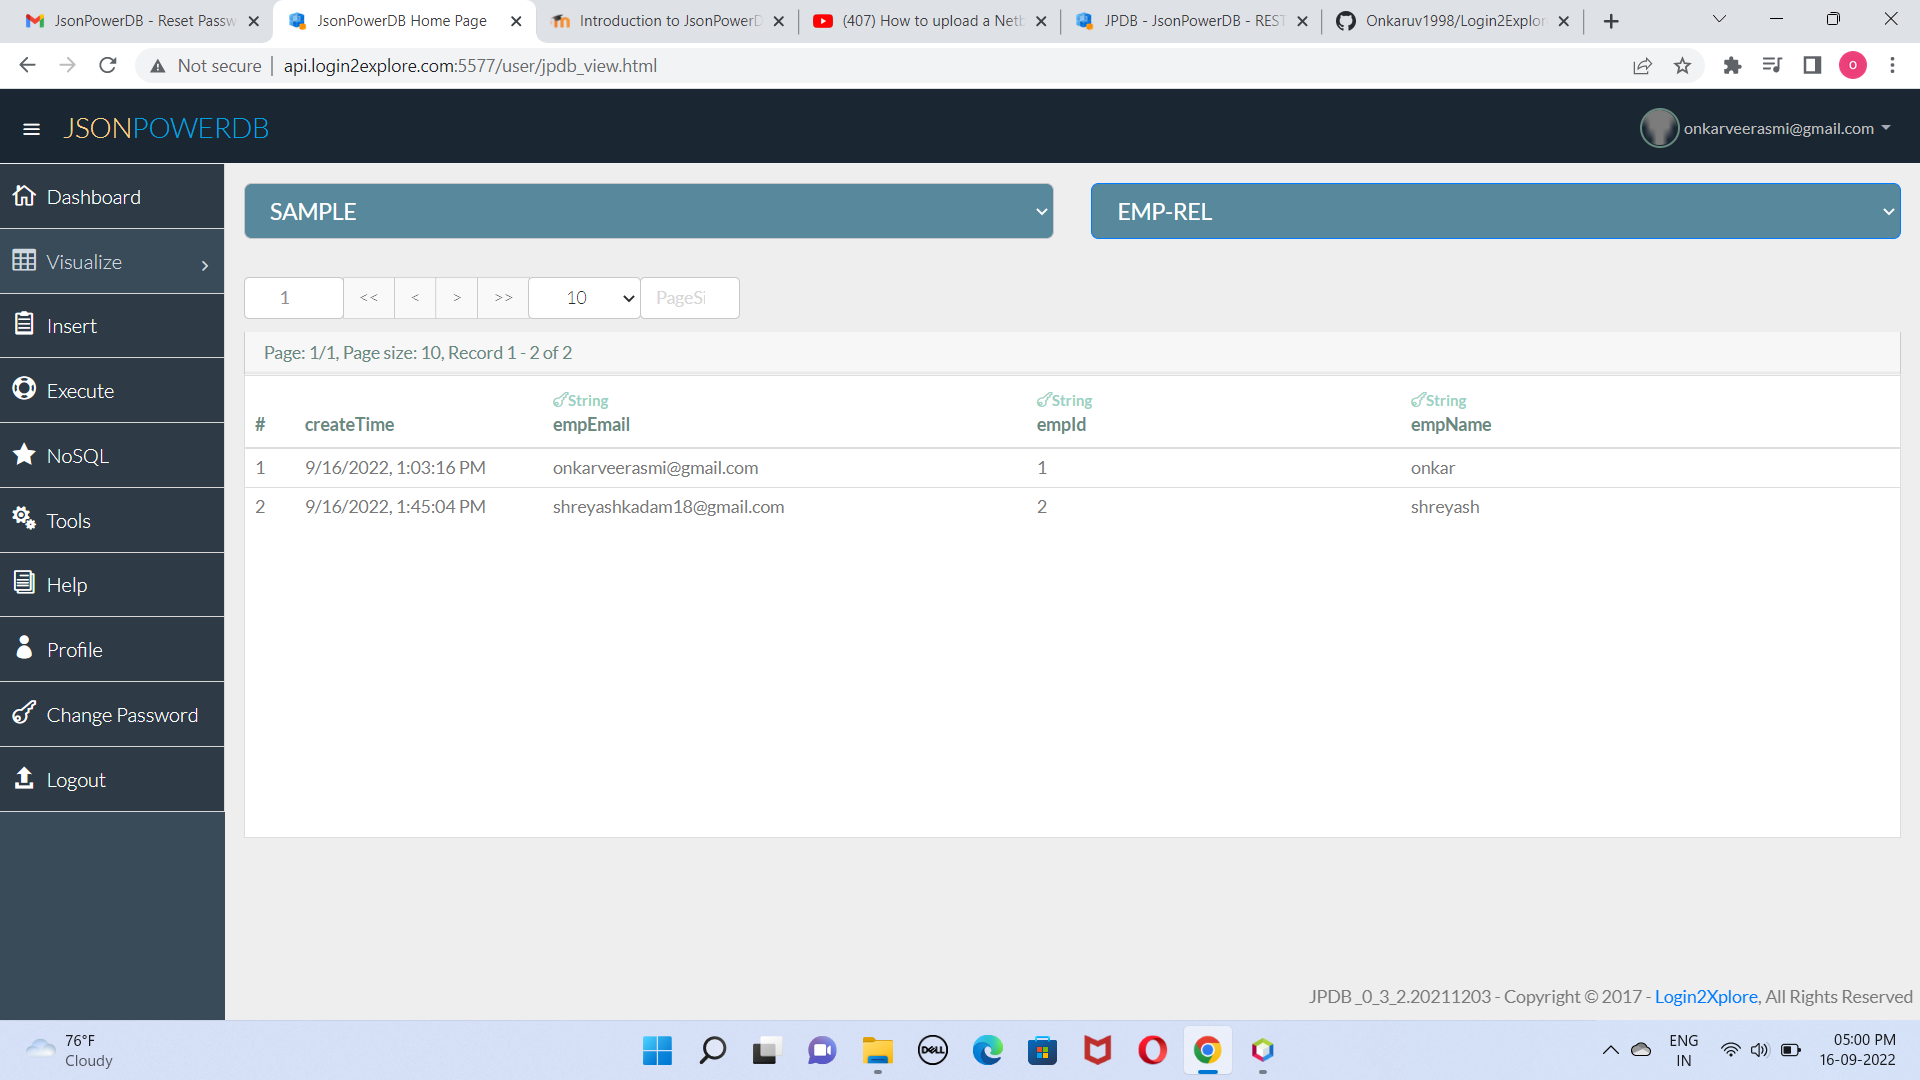 JsonPowerDB - Reset Passw
JsonPowerDB Home Page
Introduction to JsonPowerD
(407) How to upload a Netb
JPDB - JsonPowerDB - REST
Onkaruv1998/Login2Explor
Not secure
api.login2explore.com:5577/user/jpdb_view.html
O
JSONPOWERDB
onkarveerasmi@gmail.com
Dashboard
Visualize
Insert
Execute
NoSQL
Tools
Help
Profile
Change Password
Logout
SAMPLE
EMP-REL
1 << < > >> 10 PageSi
Page: 1/1, Page size: 10, Record 1 - 2 of 2
String String String
# createTime empEmail empId empName
1 9/16/2022, 1:03:16 PM onkarveerasmi@gmail.com 1 onkar
2 9/16/2022, 1:45:04 PM shreyashkadam18@gmail.com 2 shreyash
JPDB_0_3_2.20211203 - Copyright © 2017 - Login2Xplore, All Rights Reserved
76°F
Cloudy
DELL
ENG
IN
05:00 PM
16-09-2022